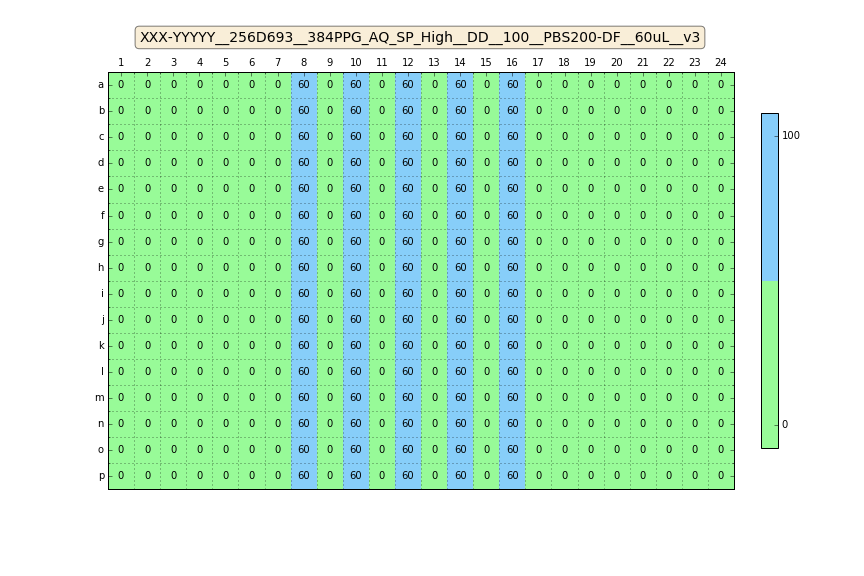 XXX-YYYYY__256D693__384PPG_AQ_SP_High__DD__100__PBS200-DF__60uL__v3
1 2 3 4 5 6 7 8 9 10 11 12 13 14 15 16 17 18 19 20 21 22 23 24
a 0 0 0 0 0 0 0 60 0 60 0 60 0 60 0 60 0 0 0 0 0 0 0 0
b 0 0 0 0 0 0 0 60 0 60 0 60 0 60 0 60 0 0 0 0 0 0 0 0
c 0 0 0 0 0 0 0 60 0 60 0 60 0 60 0 60 0 0 0 0 0 0 0 0
d 0 0 0 0 0 0 0 60 0 60 0 60 0 60 0 60 0 0 0 0 0 0 0 0
e 0 0 0 0 0 0 0 60 0 60 0 60 0 60 0 60 0 0 0 0 0 0 0 0
f 0 0 0 0 0 0 0 60 0 60 0 60 0 60 0 60 0 0 0 0 0 0 0 0
g 0 0 0 0 0 0 0 60 0 60 0 60 0 60 0 60 0 0 0 0 0 0 0 0
h 0 0 0 0 0 0 0 60 0 60 0 60 0 60 0 60 0 0 0 0 0 0 0 0
i 0 0 0 0 0 0 0 60 0 60 0 60 0 60 0 60 0 0 0 0 0 0 0 0
j 0 0 0 0 0 0 0 60 0 60 0 60 0 60 0 60 0 0 0 0 0 0 0 0
k 0 0 0 0 0 0 0 60 0 60 0 60 0 60 0 60 0 0 0 0 0 0 0 0
l 0 0 0 0 0 0 0 60 0 60 0 60 0 60 0 60 0 0 0 0 0 0 0 0
m 0 0 0 0 0 0 0 60 0 60 0 60 0 60 0 60 0 0 0 0 0 0 0 0
n 0 0 0 0 0 0 0 60 0 60 0 60 0 60 0 60 0 0 0 0 0 0 0 0
o 0 0 0 0 0 0 0 60 0 60 0 60 0 60 0 60 0 0 0 0 0 0 0 0
p 0 0 0 0 0 0 0 60 0 60 0 60 0 60 0 60 0 0 0 0 0 0 0 0
100
0